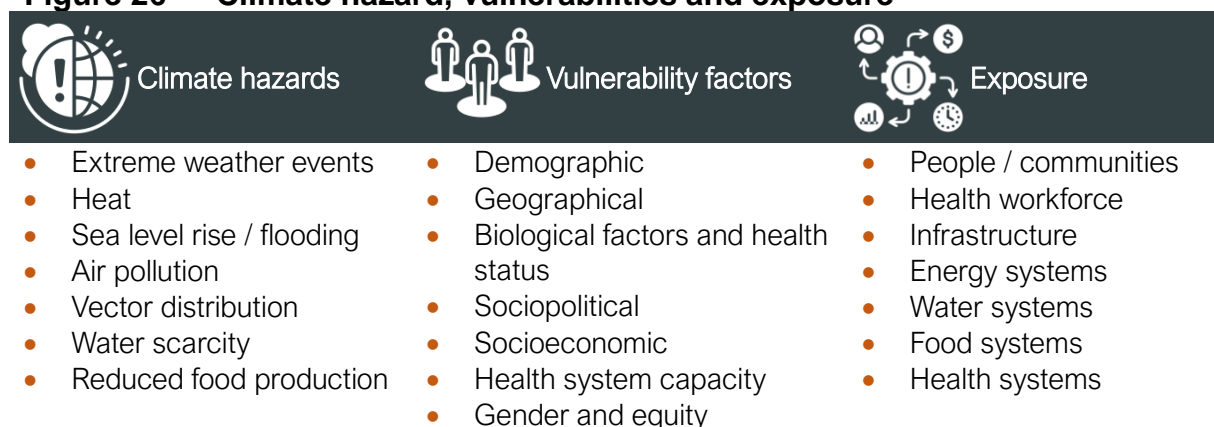 Figure 20 Climate hazard, vulnerabilities and exposure
Climate hazards
Vulnerability factors
Exposure
$
• Extreme weather events
• Heat
• Sea level rise / flooding
• Air pollution
• Vector distribution
• Water scarcity
• Reduced food production
• Demographic
• Geographical
• Biological factors and health
status
• Sociopolitical
• Socioeconomic
• Health system capacity
• Gender and equity
• People / communities
• Health workforce
• Infrastructure
• Energy systems
• Water systems
• Food systems
• Health systems